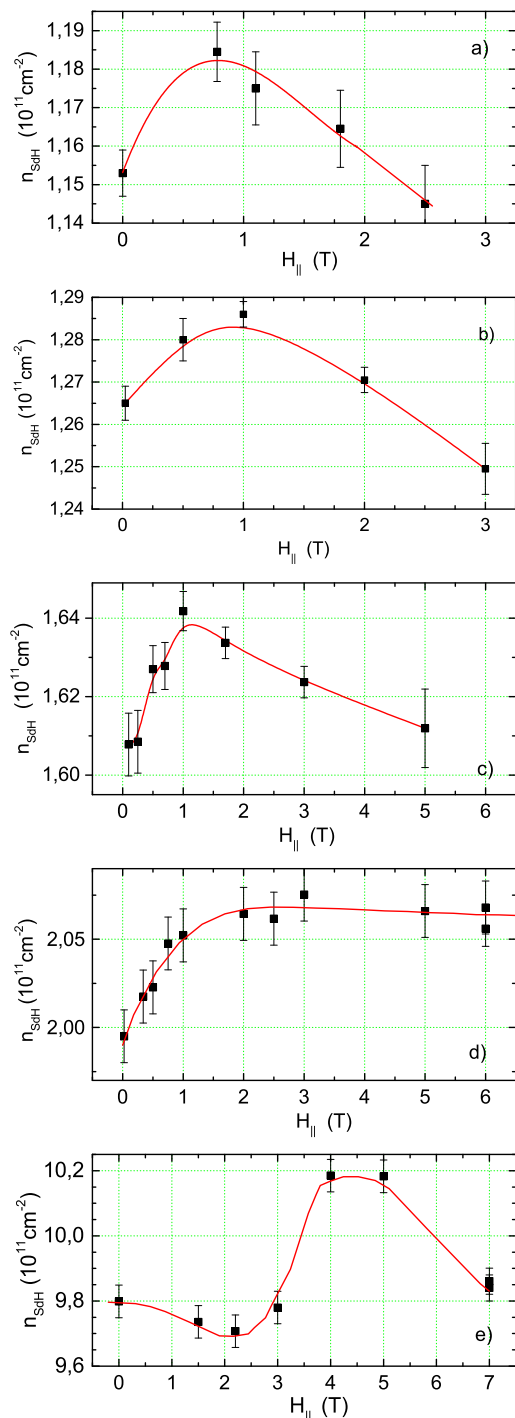 a)
1,19
1,18
1,17
1,16
1,15
1,14
n_SdH (10^11 cm^-2)
0 1 2 3
H_|| (T)
b)
1,29
1,28
1,27
1,26
1,25
1,24
n_SdH (10^11 cm^-2)
0 1 2 3
H_|| (T)
1,64
1,62
1,60
n_SdH (10^11 cm^-2)
c)
0 1 2 3 4 5 6
H_|| (T)
2,05
2,00
n_SdH (10^11 cm^-2)
d)
0 1 2 3 4 5 6
H_|| (T)
10,2
10,0
9,8
9,6
n_SdH (10^11 cm^-2)
e)
0 1 2 3 4 5 6 7
H_|| (T)